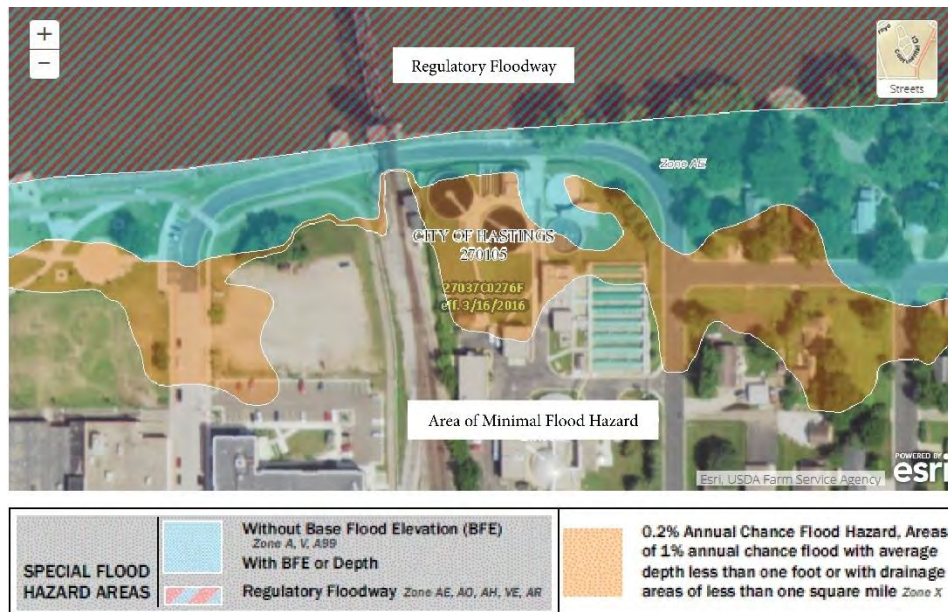 +
−
Regulatory Floodway
Streets
Zone AE
CITY OF HASTINGS
270105
27037C0276F
eff. 3/16/2016
Area of Minimal Flood Hazard
Esri, USDA Farm Service Agency
POWERED BY
esri
SPECIAL FLOOD
HAZARD AREAS
Without Base Flood Elevation (BFE)
Zone A, V, A99
With BFE or Depth
Regulatory Floodway Zone AE, AO, AH, VE, AR
0.2% Annual Chance Flood Hazard, Areas
of 1% annual chance flood with average
depth less than one foot or with drainage
areas of less than one square mile Zone X